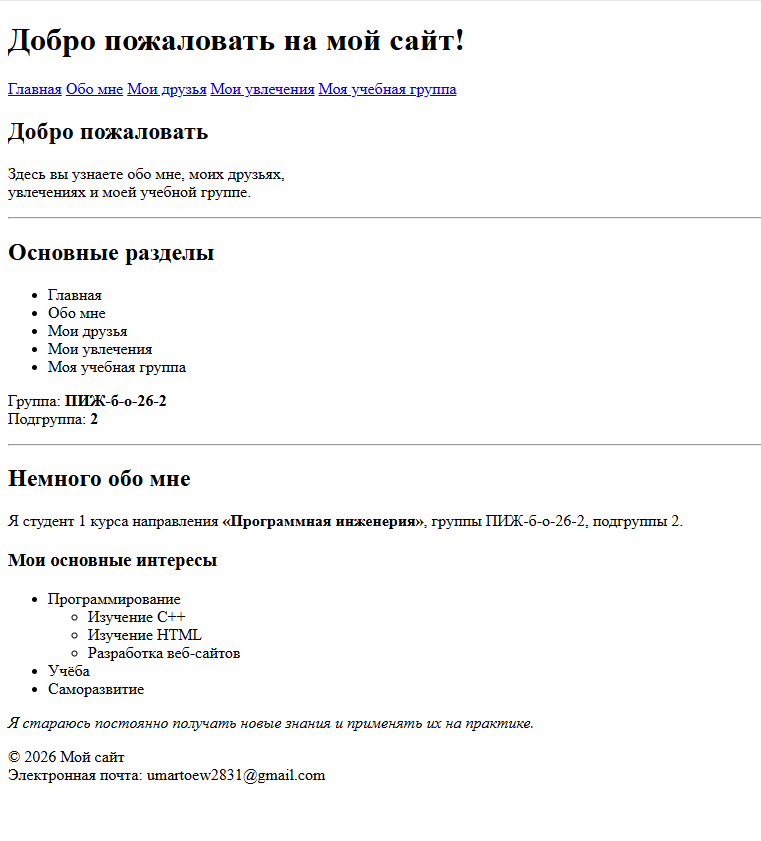 Добро пожаловать на мой сайт!
Главная Обо мне Мои друзья Мои увлечения Моя учебная группа
Добро пожаловать
Здесь вы узнаете обо мне, моих друзьях,
увлечениях и моей учебной группе.
Основные разделы
Главная
Обо мне
Мои друзья
Мои увлечения
Моя учебная группа
Группа: ПИЖ-б-о-26-2
Подгруппа: 2
Немного обо мне
Я студент 1 курса направления «Программная инженерия», группы ПИЖ-б-о-26-2, подгруппы 2.
Мои основные интересы
Программирование
Изучение C++
Изучение HTML
Разработка веб-сайтов
Учёба
Саморазвитие
Я стараюсь постоянно получать новые знания и применять их на практике.
© 2026 Мой сайт
Электронная почта: umartoew2831@gmail.com